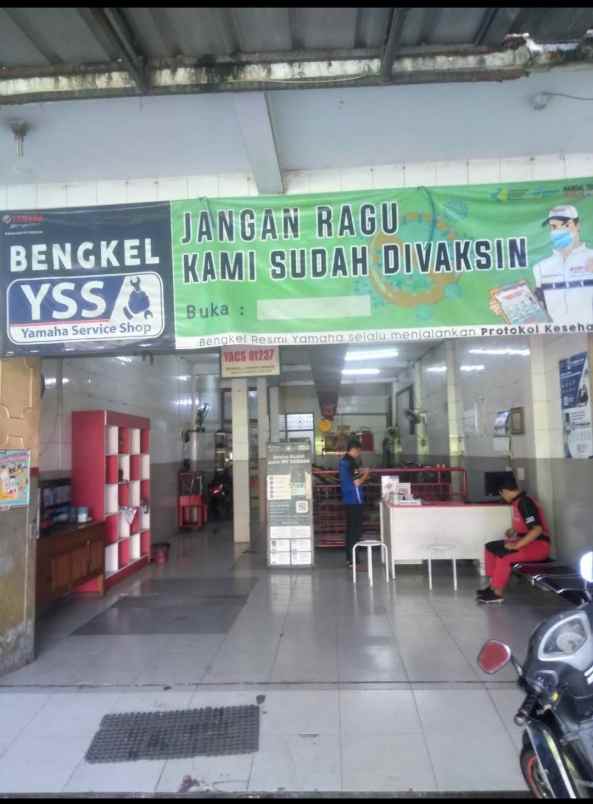 YAMAHA
BENGKEL
YSS
Yamaha Service Shop
JANGAN RAGU
KAMI SUDAH DIVAKSIN
Buka :
Bengkel Resmi Yamaha selalu menjalankan Protokol Keseha
YACS 01237